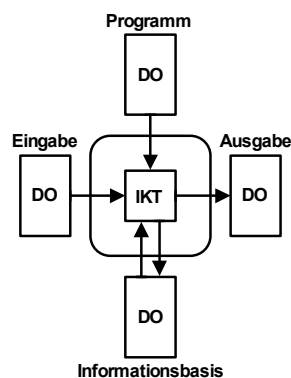 Programm
DO
Eingabe
Ausgabe
DO
IKT
DO
DO
Informationsbasis